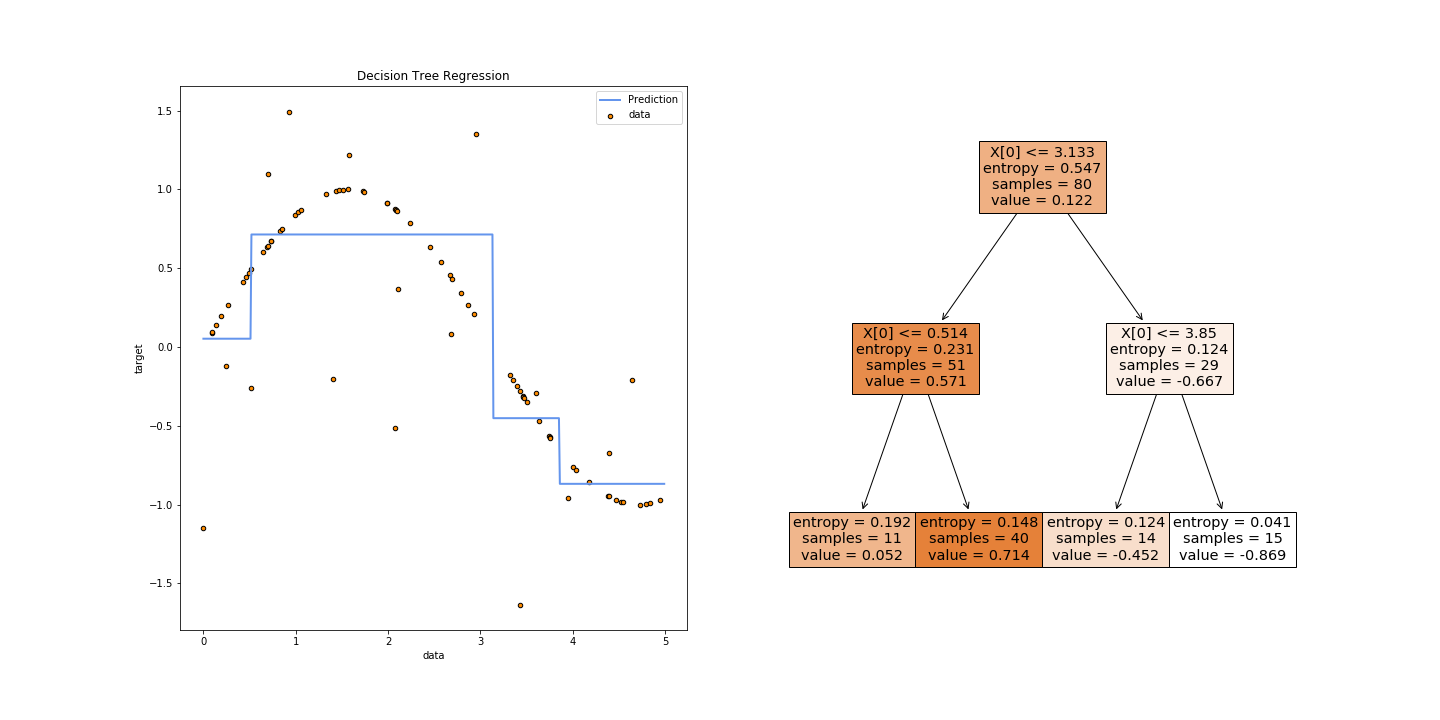 Decision Tree Regression
Prediction
data
1.5
1.0
0.5
0.0
−0.5
−1.0
−1.5
target
0 1 2 3 4 5
data
X[0] <= 3.133
entropy = 0.547
samples = 80
value = 0.122
X[0] <= 0.514
entropy = 0.231
samples = 51
value = 0.571
X[0] <= 3.85
entropy = 0.124
samples = 29
value = -0.667
entropy = 0.192
samples = 11
value = 0.052
entropy = 0.148
samples = 40
value = 0.714
entropy = 0.124
samples = 14
value = -0.452
entropy = 0.041
samples = 15
value = -0.869